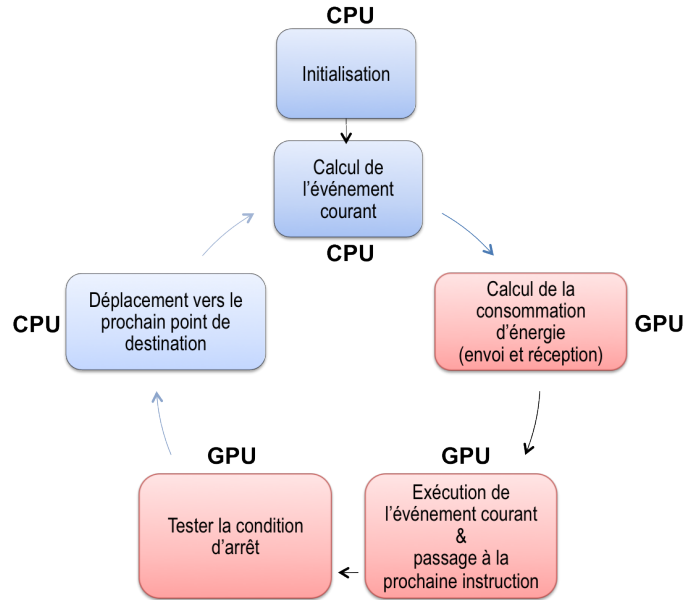 CPU
Initialisation
Calcul de
l'événement
courant
CPU
Calcul de la
consommation
d'énergie
(envoi et réception)
GPU
GPU
Exécution de
l'événement courant
&
passage à la
prochaine instruction
GPU
Tester la condition
d'arrêt
CPU
Déplacement vers le
prochain point de
destination